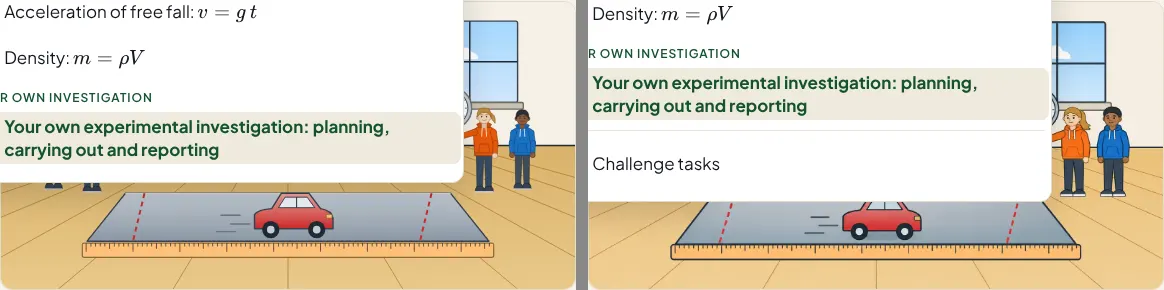 Acceleration of free fall: v = g t
Density: m = ρV
R OWN INVESTIGATION
Your own experimental investigation: planning,
carrying out and reporting
Density: m = ρV
R OWN INVESTIGATION
Your own experimental investigation: planning,
carrying out and reporting
Challenge tasks